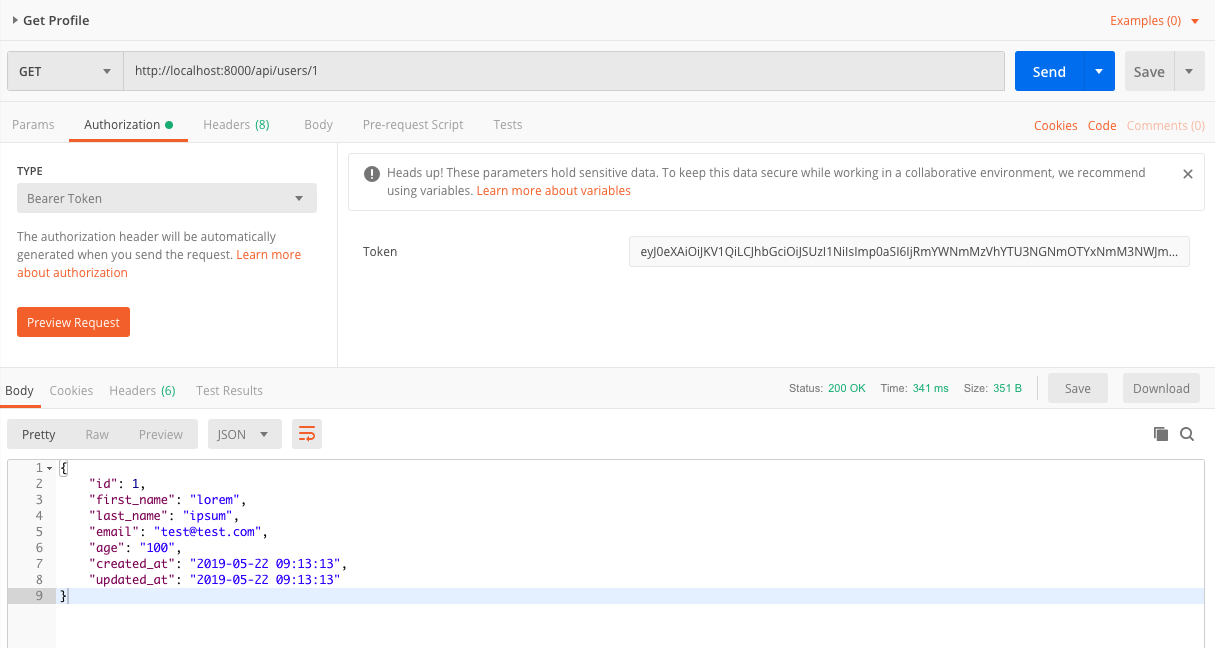 Get Profile
Examples (0)
GET
http://localhost:8000/api/users/1
Send
Save
Params
Authorization
Headers (8)
Body
Pre-request Script
Tests
Cookies
Code
Comments (0)
TYPE
Bearer Token
The authorization header will be automatically
generated when you send the request. Learn more
about authorization
Preview Request
Heads up! These parameters hold sensitive data. To keep this data secure while working in a collaborative environment, we recommend
using variables. Learn more about variables
Token
eyJ0eXAiOiJKV1QiLCJhbGciOiJSUzI1NiIsImp0aSI6IjRmYWNmMzVhYTU3NGNmOTYxNmM3NWJm...
Body
Cookies
Headers (6)
Test Results
Status: 200 OK
Time: 341 ms
Size: 351 B
Save
Download
Pretty
Raw
Preview
JSON
1 {
2 "id": 1,
3 "first_name": "lorem",
4 "last_name": "ipsum",
5 "email": "test@test.com",
6 "age": "100",
7 "created_at": "2019-05-22 09:13:13",
8 "updated_at": "2019-05-22 09:13:13"
9 }